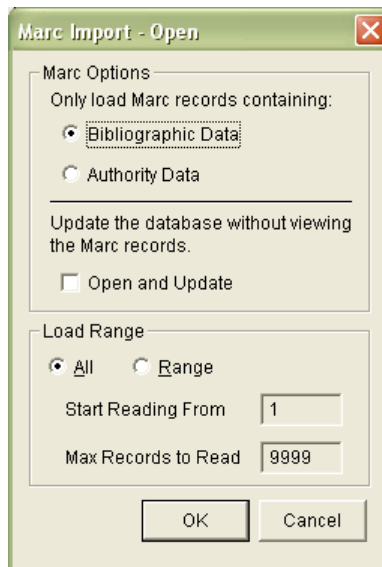 Marc Import - Open
Marc Options
Only load Marc records containing:
Bibliographic Data
Authority Data
Update the database without viewing
the Marc records.
Open and Update
Load Range
All Range
Start Reading From 1
Max Records to Read 9999
OK Cancel